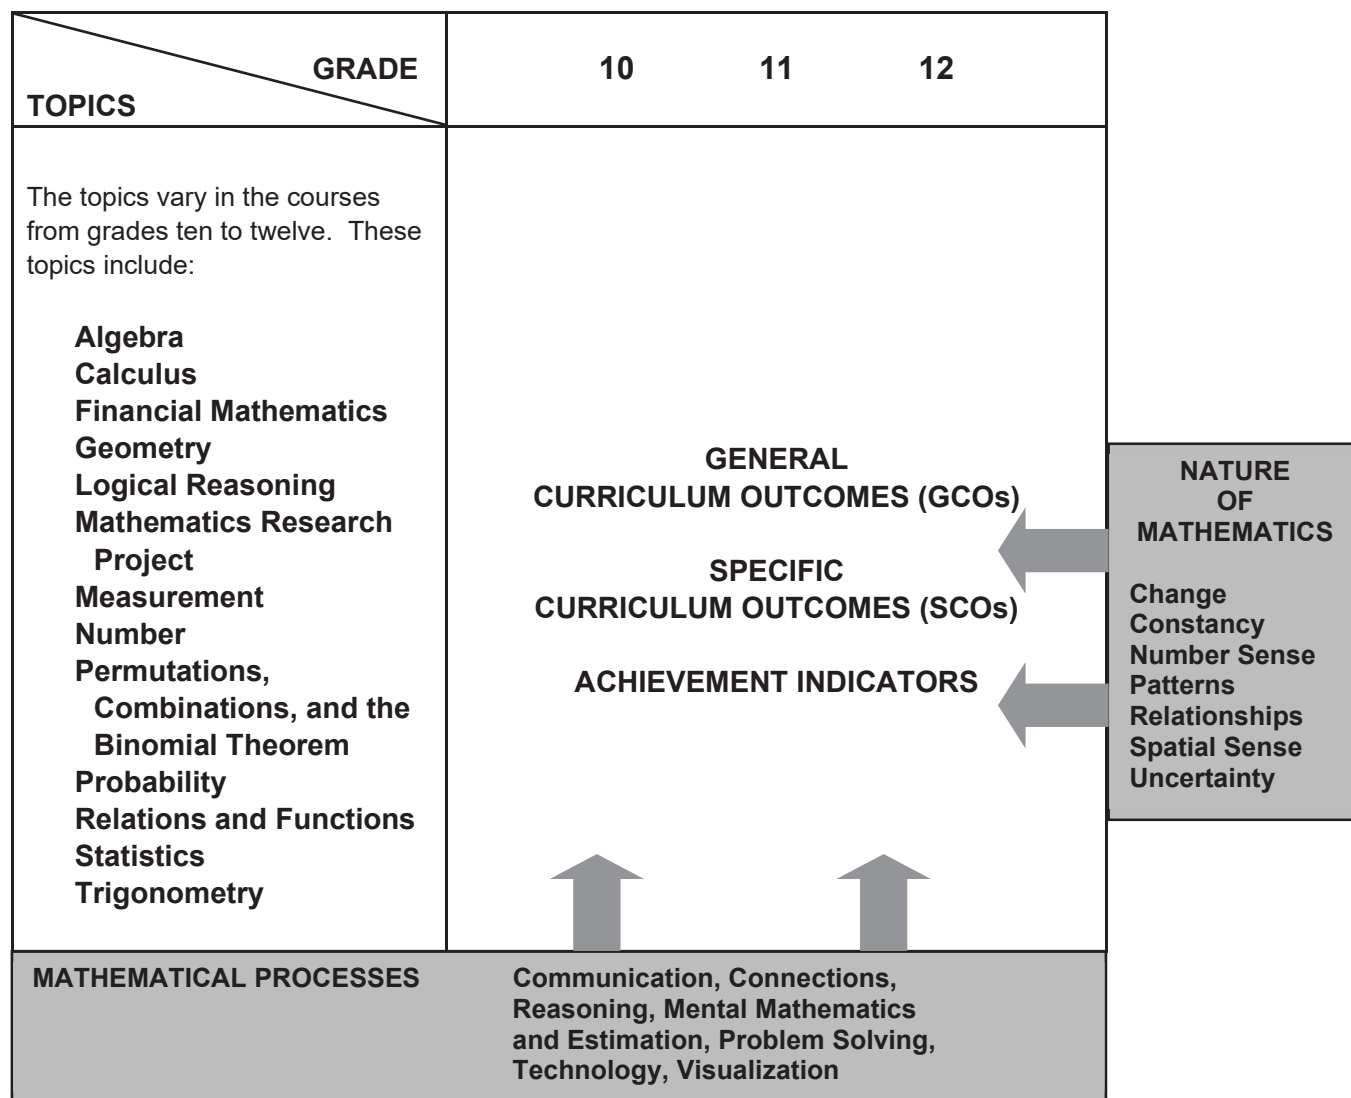 GRADE
10 11 12
TOPICS
The topics vary in the courses
from grades ten to twelve. These
topics include:
Algebra
Calculus
Financial Mathematics
Geometry
Logical Reasoning
Mathematics Research
Project
Measurement
Number
Permutations,
Combinations, and the
Binomial Theorem
Probability
Relations and Functions
Statistics
Trigonometry
GENERAL
CURRICULUM OUTCOMES (GCOs)
SPECIFIC
CURRICULUM OUTCOMES (SCOs)
ACHIEVEMENT INDICATORS
NATURE
OF
MATHEMATICS
Change
Constancy
Number Sense
Patterns
Relationships
Spatial Sense
Uncertainty
MATHEMATICAL PROCESSES
Communication, Connections,
Reasoning, Mental Mathematics
and Estimation, Problem Solving,
Technology, Visualization